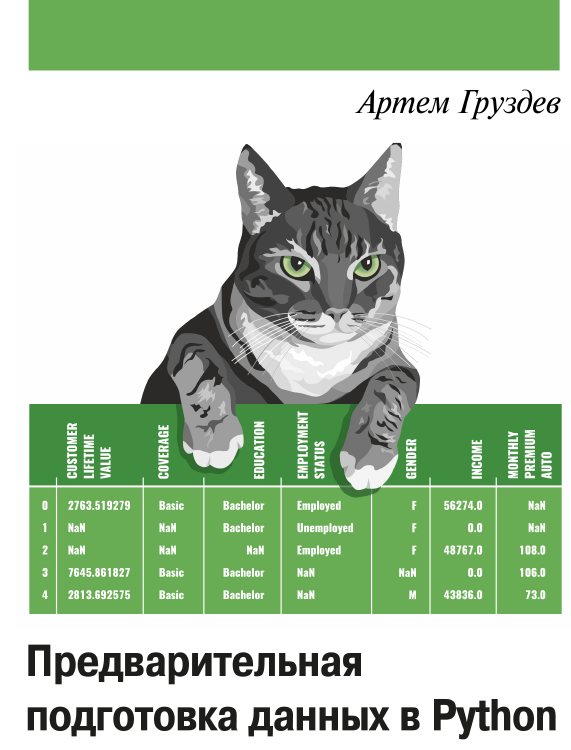 Артем Груздев
CUSTOMER LIFETIME VALUE COVERAGE EDUCATION EMPLOYMENT STATUS GENDER INCOME MONTHLY PREMIUM AUTO
0 2763.519279 Basic Bachelor Employed F 56274.0 NaN
1 NaN NaN Bachelor Unemployed F 0.0 NaN
2 NaN NaN NaN Employed F 48767.0 108.0
3 7645.861827 Basic Bachelor NaN NaN 0.0 106.0
4 2813.692575 Basic Bachelor NaN M 43836.0 73.0
Предварительная
подготовка данных в Python